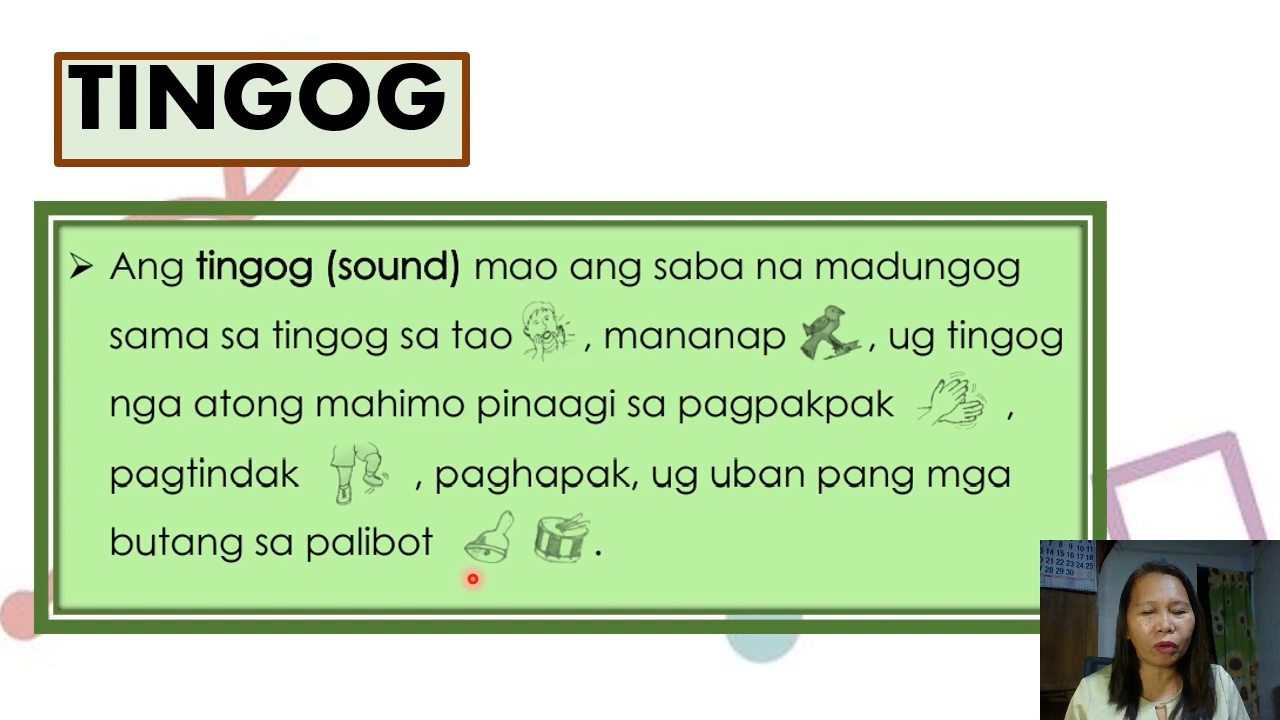 TINGOG
➢ Ang tingog (sound) mao ang saba na madungog
sama sa tingog sa tao , mananap , ug tingog
nga atong mahimo pinaagi sa pagpakpak ,
pagtindak , paghapak, ug uban pang mga
butang sa palibot .